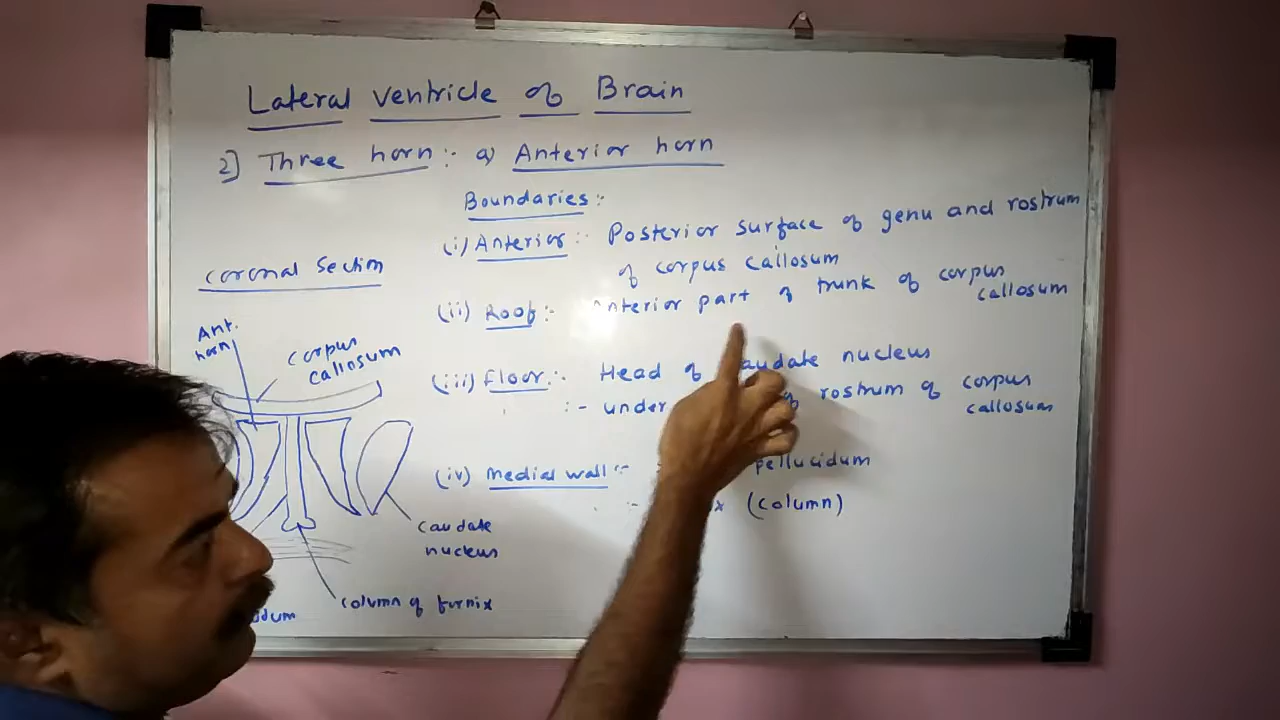 Lateral ventricle of Brain
2] Three horn :- a) Anterior horn
Boundaries :-
(i) Anterior :- Posterior surface of genu and rostrum
of corpus callosum
(ii) Roof :- Anterior part of trunk of corpus
callosum
(iii) Floor :- Head of caudate nucleus
:- under of rostrum of corpus
callosum
(iv) Medial wall :- pellucidum
:- (column)
Coronal Section
Ant.
horn
corpus
callosum
caudate
nucleus
column of furnix